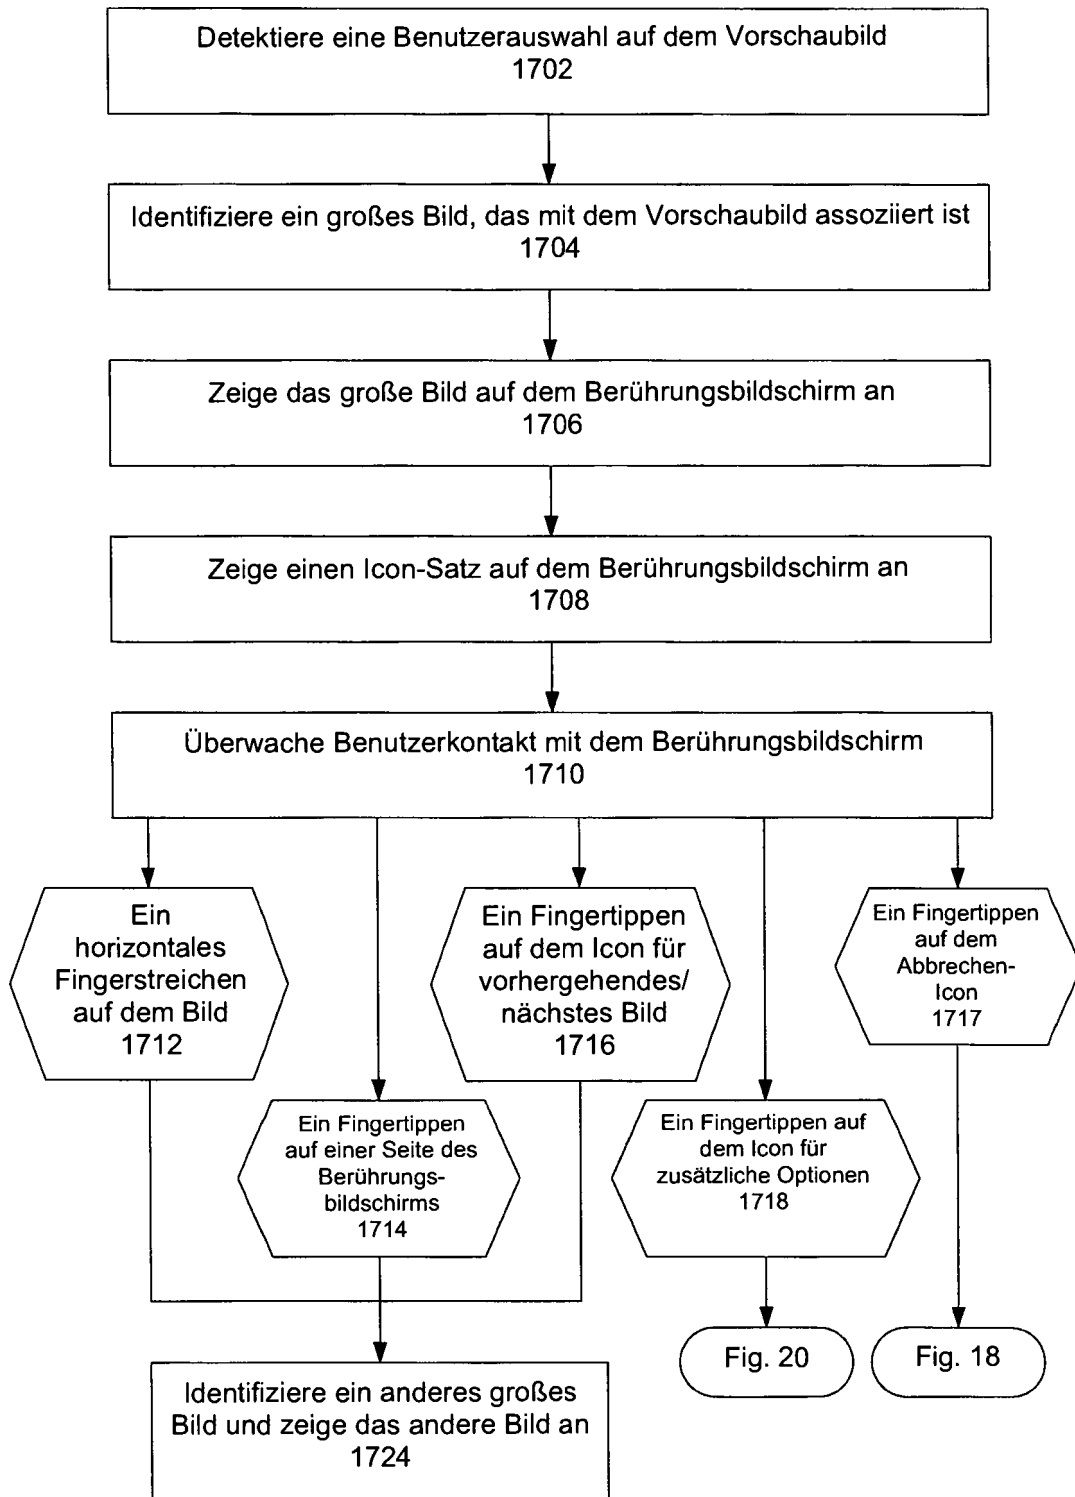 Detektiere eine Benutzerauswahl auf dem Vorschaubild
1702
Identifiziere ein großes Bild, das mit dem Vorschaubild assoziiert ist
1704
Zeige das große Bild auf dem Berührungsbildschirm an
1706
Zeige einen Icon-Satz auf dem Berührungsbildschirm an
1708
Überwache Benutzerkontakt mit dem Berührungsbildschirm
1710
Ein
horizontales
Fingerstreichen
auf dem Bild
1712
Ein Fingertippen
auf dem Icon für
vorhergehendes/
nächstes Bild
1716
Ein Fingertippen
auf dem
Abbrechen-
Icon
1717
Ein Fingertippen
auf einer Seite des
Berührungs-
bildschirms
1714
Ein Fingertippen auf
dem Icon für
zusätzliche Optionen
1718
Fig. 20
Fig. 18
Identifiziere ein anderes großes
Bild und zeige das andere Bild an
1724